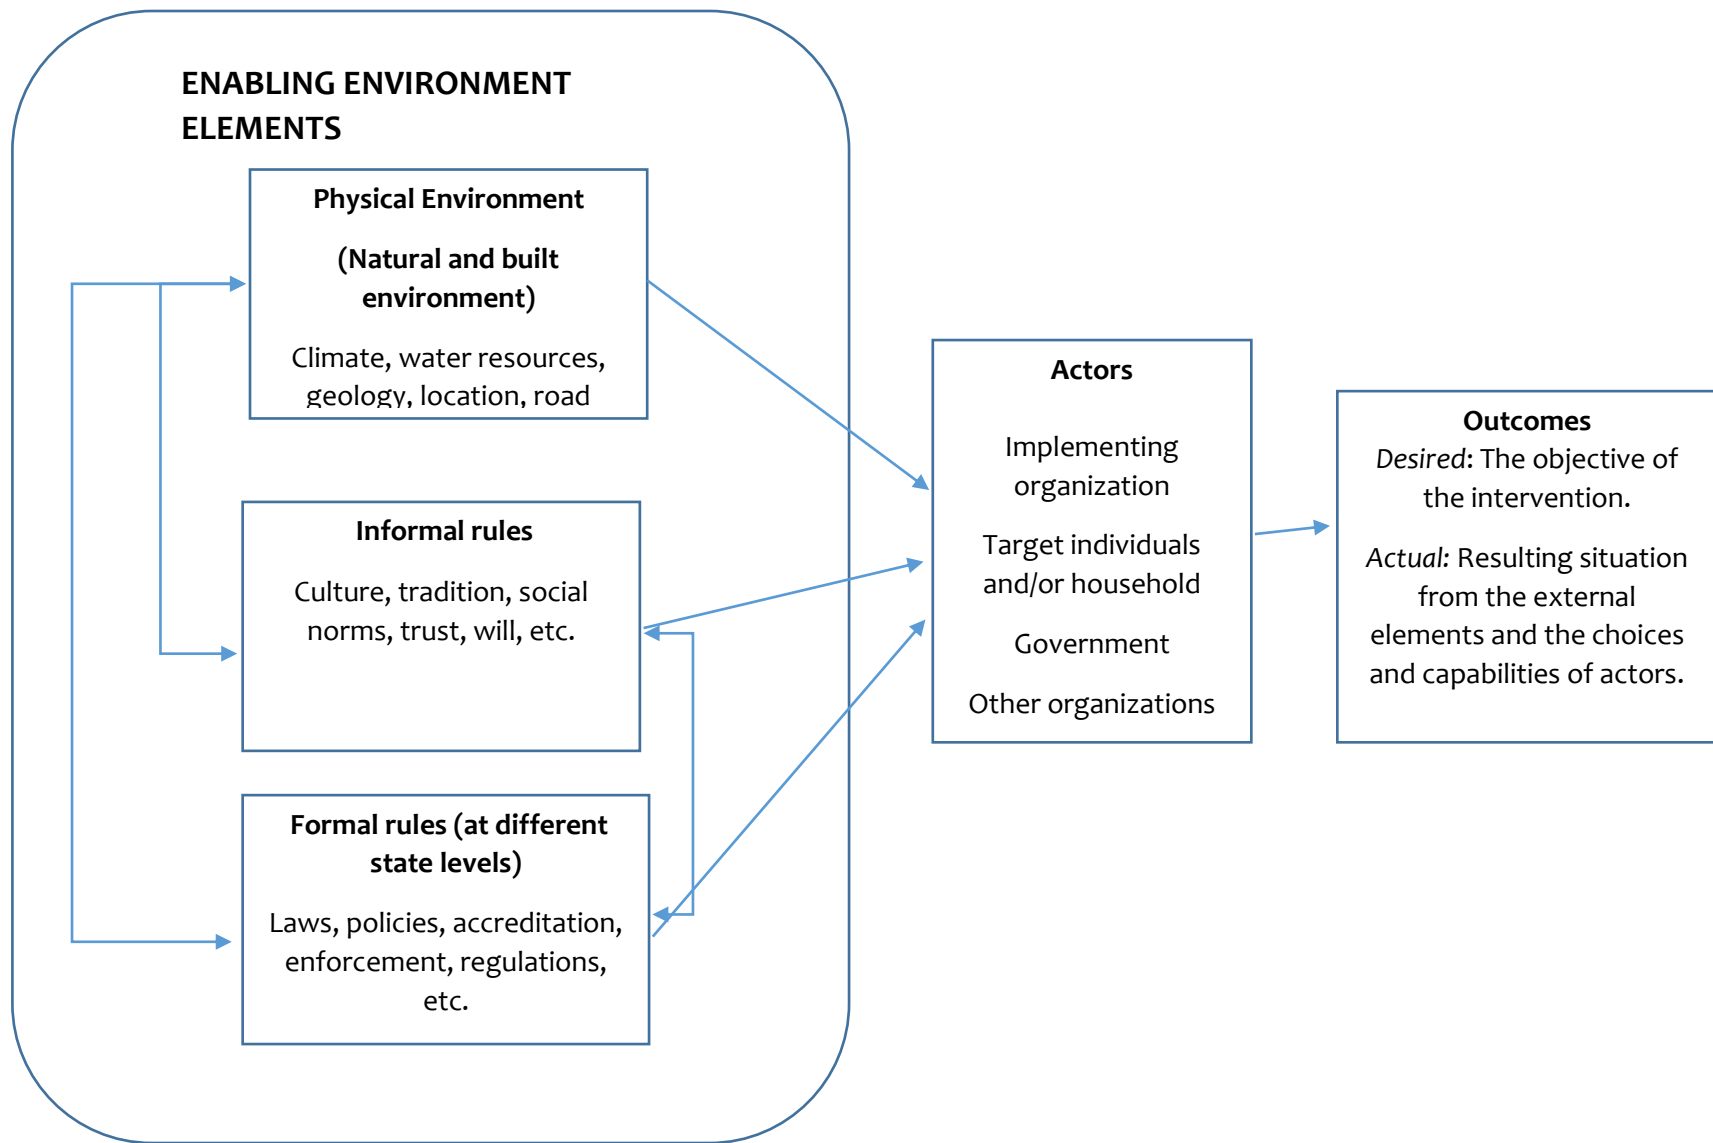 ENABLING ENVIRONMENT
ELEMENTS
Physical Environment
(Natural and built
environment)
Climate, water resources,
geology, location, road
Informal rules
Culture, tradition, social
norms, trust, will, etc.
Formal rules (at different
state levels)
Laws, policies, accreditation,
enforcement, regulations,
etc.
Actors
Implementing
organization
Target individuals
and/or household
Government
Other organizations
Outcomes
Desired: The objective of
the intervention.
Actual: Resulting situation
from the external
elements and the choices
and capabilities of actors.